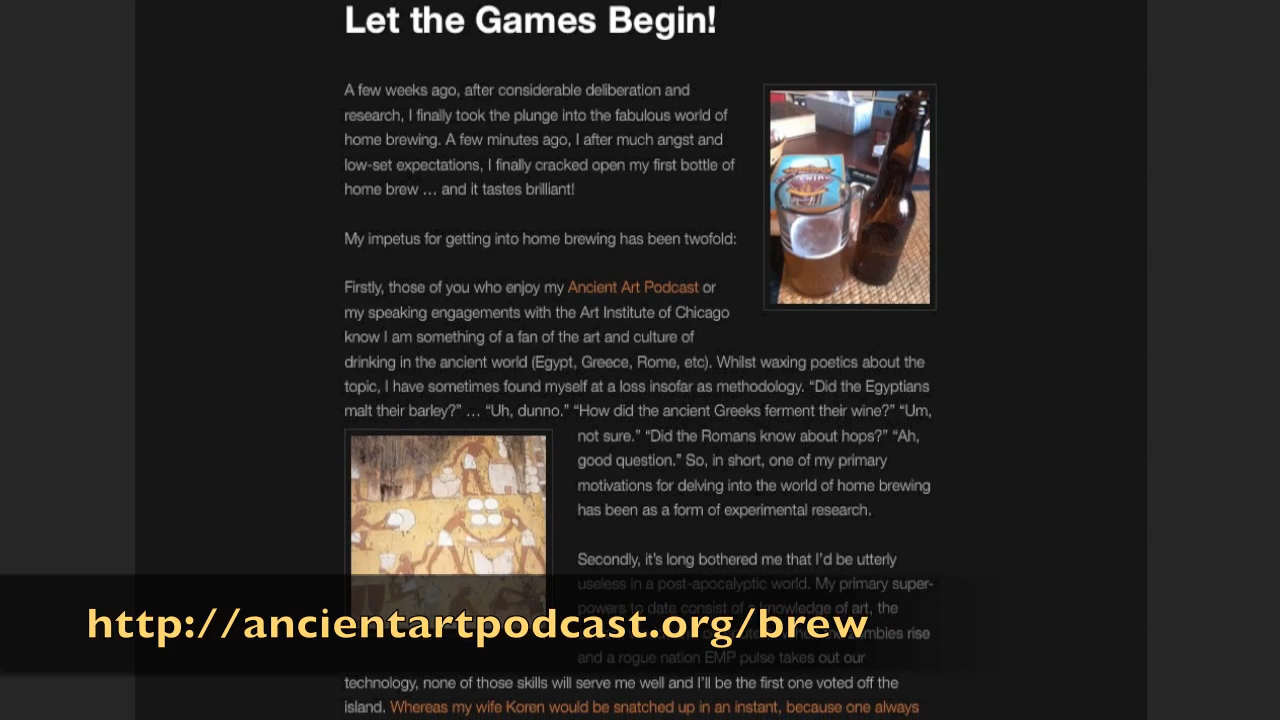 Let the Games Begin!
A few weeks ago, after considerable deliberation and
research, I finally took the plunge into the fabulous world of
home brewing. A few minutes ago, I after much angst and
low-set expectations, I finally cracked open my first bottle of
home brew … and it tastes brilliant!
My impetus for getting into home brewing has been twofold:
Firstly, those of you who enjoy my Ancient Art Podcast or
my speaking engagements with the Art Institute of Chicago
know I am something of a fan of the art and culture of
drinking in the ancient world (Egypt, Greece, Rome, etc). Whilst waxing poetics about the
topic, I have sometimes found myself at a loss insofar as methodology. “Did the Egyptians
malt their barley?” … “Uh, dunno.” “How did the ancient Greeks ferment their wine?” “Um,
not sure.” “Did the Romans know about hops?” “Ah,
good question.” So, in short, one of my primary
motivations for delving into the world of home brewing
has been as a form of experimental research.
Secondly, it’s long bothered me that I’d be utterly
useless in a post-apocalyptic world. My primary super-
powers to date consist of a knowledge of art, the
zombies rise
and a rogue nation EMP pulse takes out our
technology, none of those skills will serve me well and I’ll be the first one voted off the
island. Whereas my wife Koren would be snatched up in an instant, because one always
http://ancientartpodcast.org/brew